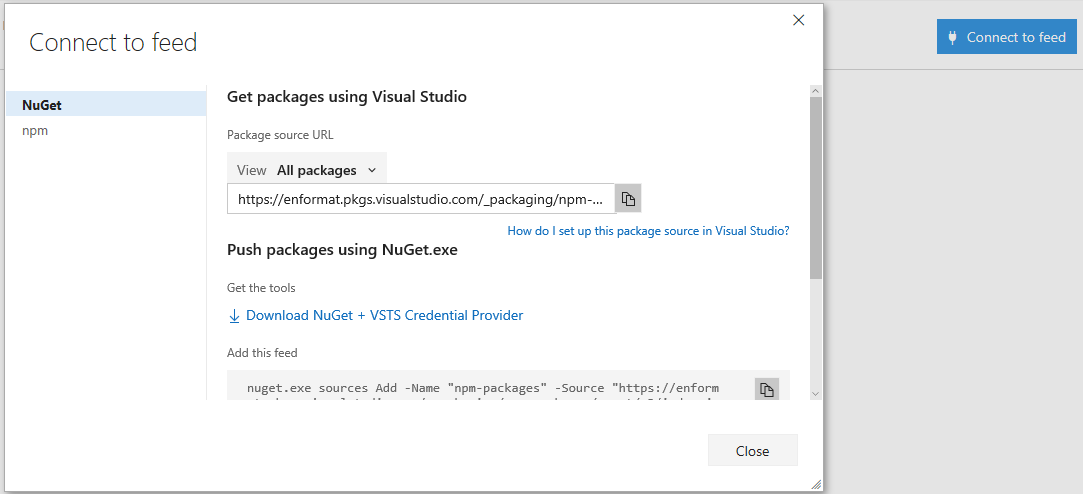 Connect to feed
Connect to feed
NuGet
npm
Get packages using Visual Studio
Package source URL
View All packages
https://enformat.pkgs.visualstudio.com/_packaging/npm-...
How do I set up this package source in Visual Studio?
Push packages using NuGet.exe
Get the tools
Download NuGet + VSTS Credential Provider
Add this feed
nuget.exe sources Add -Name "npm-packages" -Source "https://enform
Close